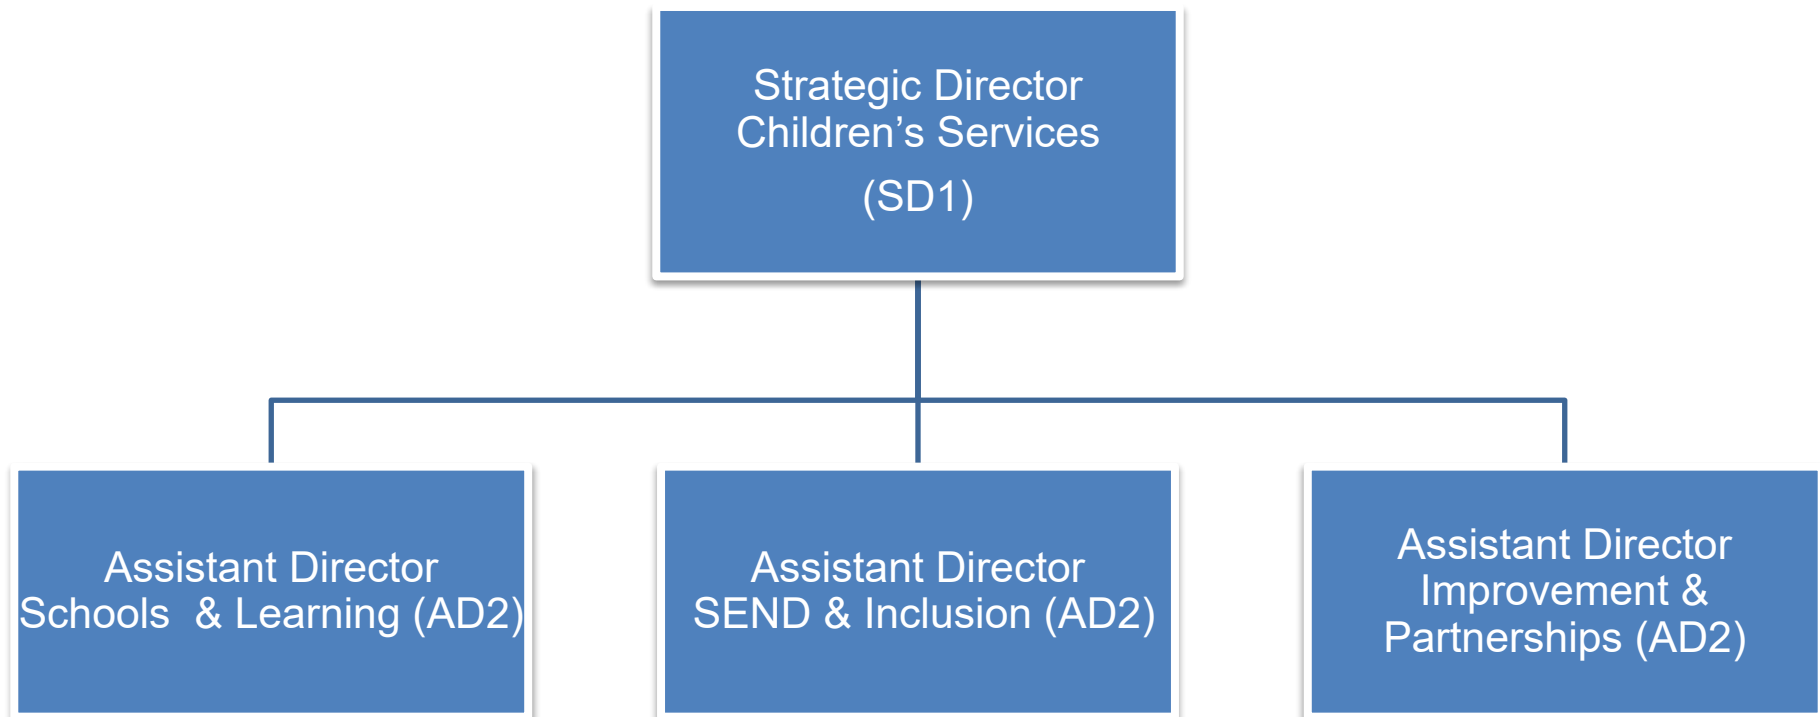 Strategic Director
Children’s Services
(SD1)
Assistant Director
Schools  & Learning (AD2)
Assistant Director
SEND & Inclusion (AD2)
Assistant Director
Improvement &
Partnerships (AD2)